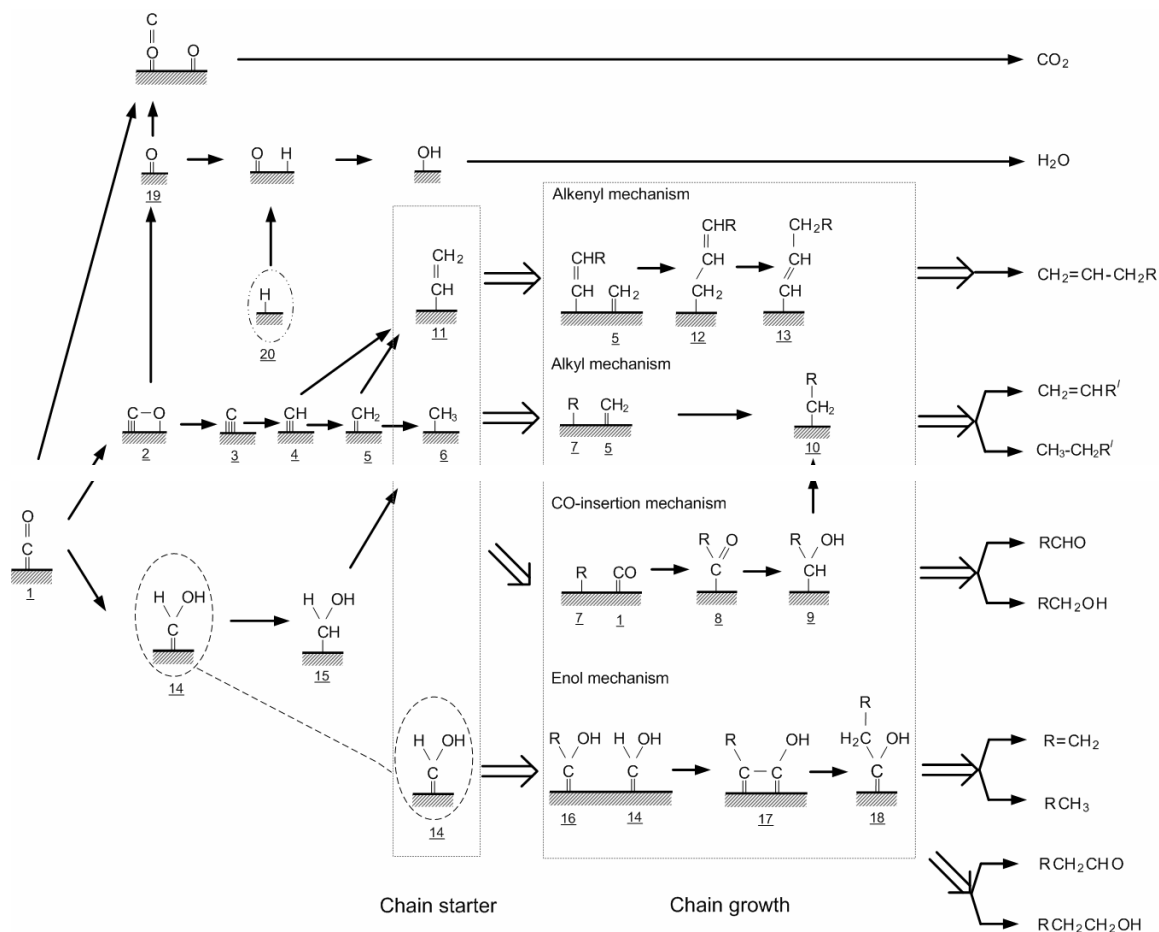 C
O O CO₂
O O H OH H₂O
19
Alkenyl mechanism
CHR CH₂R
CH₂ CHR CH CH
CH CH CH₂ CH₂ CH CH₂=CH-CH₂R
H
11 5 12 13
20
Alkyl mechanism
R
C-O C CH CH₂ CH₃ R CH₂ CH₂ CH₂=CHR/
2 3 4 5 6 7 5 10 CH₃-CH₂R/
CO-insertion mechanism
O R O R OH RCHO
C R CO C CH
1 7 1 8 9 RCH₂OH
H OH H OH
C CH
14 15
Enol mechanism
R
H OH R OH H OH R OH H₂C OH R=CH₂
C C C C-C C
14 16 14 17 18 RCH₃
RCH₂CHO
Chain starter Chain growth
RCH₂CH₂OH